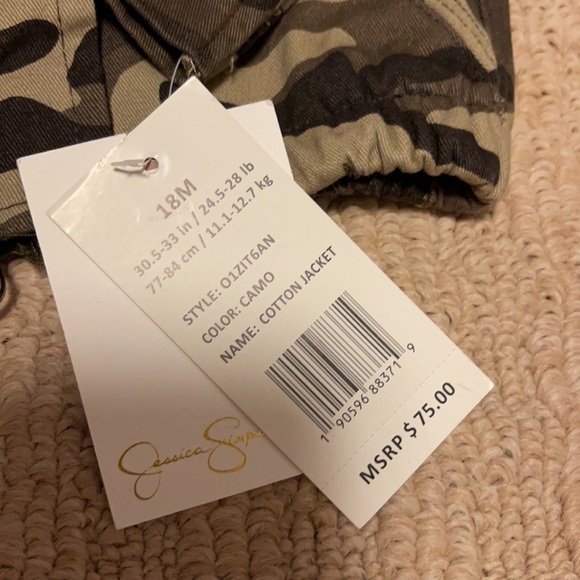 18M
30.5-33 in / 24.5-28 lb
77-84 cm / 11.1-12.7 kg
STYLE: O1ZIT6AN
COLOR: CAMO
NAME: COTTON JACKET
1 90596 88371 9
MSRP $ 75.00
Jessica Simpson